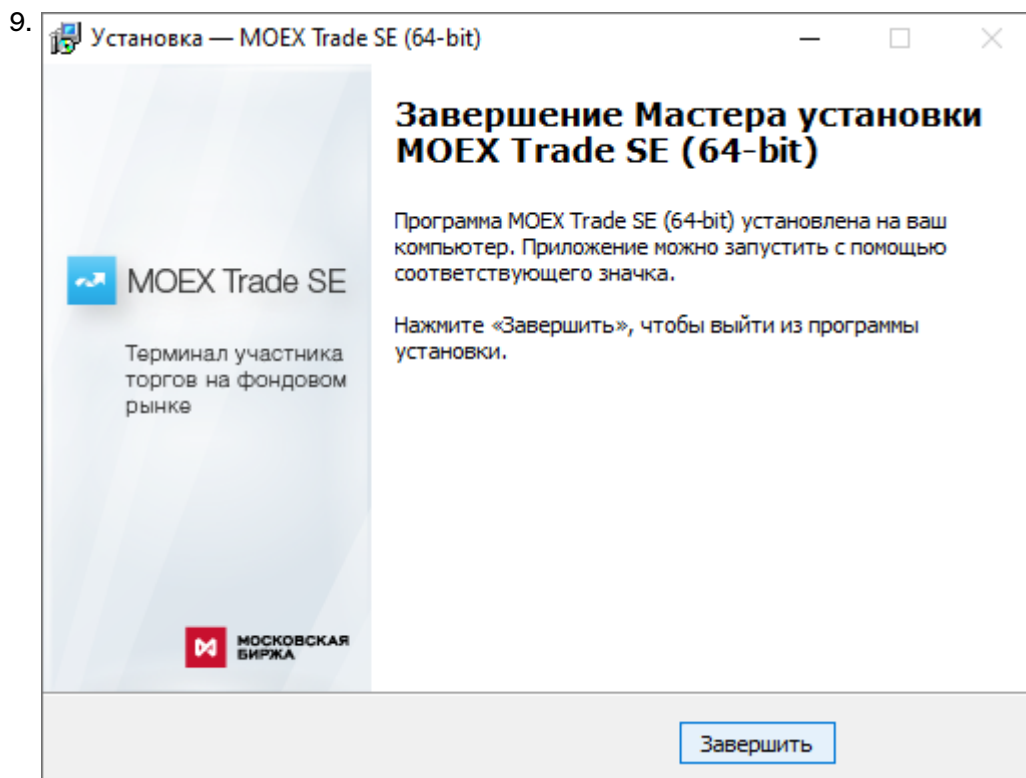 9.
Установка — MOEX Trade SE (64-bit)
Завершение Мастера установки
MOEX Trade SE (64-bit)
Программа MOEX Trade SE (64-bit) установлена на ваш
компьютер. Приложение можно запустить с помощью
соответствующего значка.
Нажмите «Завершить», чтобы выйти из программы
установки.
MOEX Trade SE
Терминал участника
торгов на фондовом
рынке
МОСКОВСКАЯ
БИРЖА
Завершить